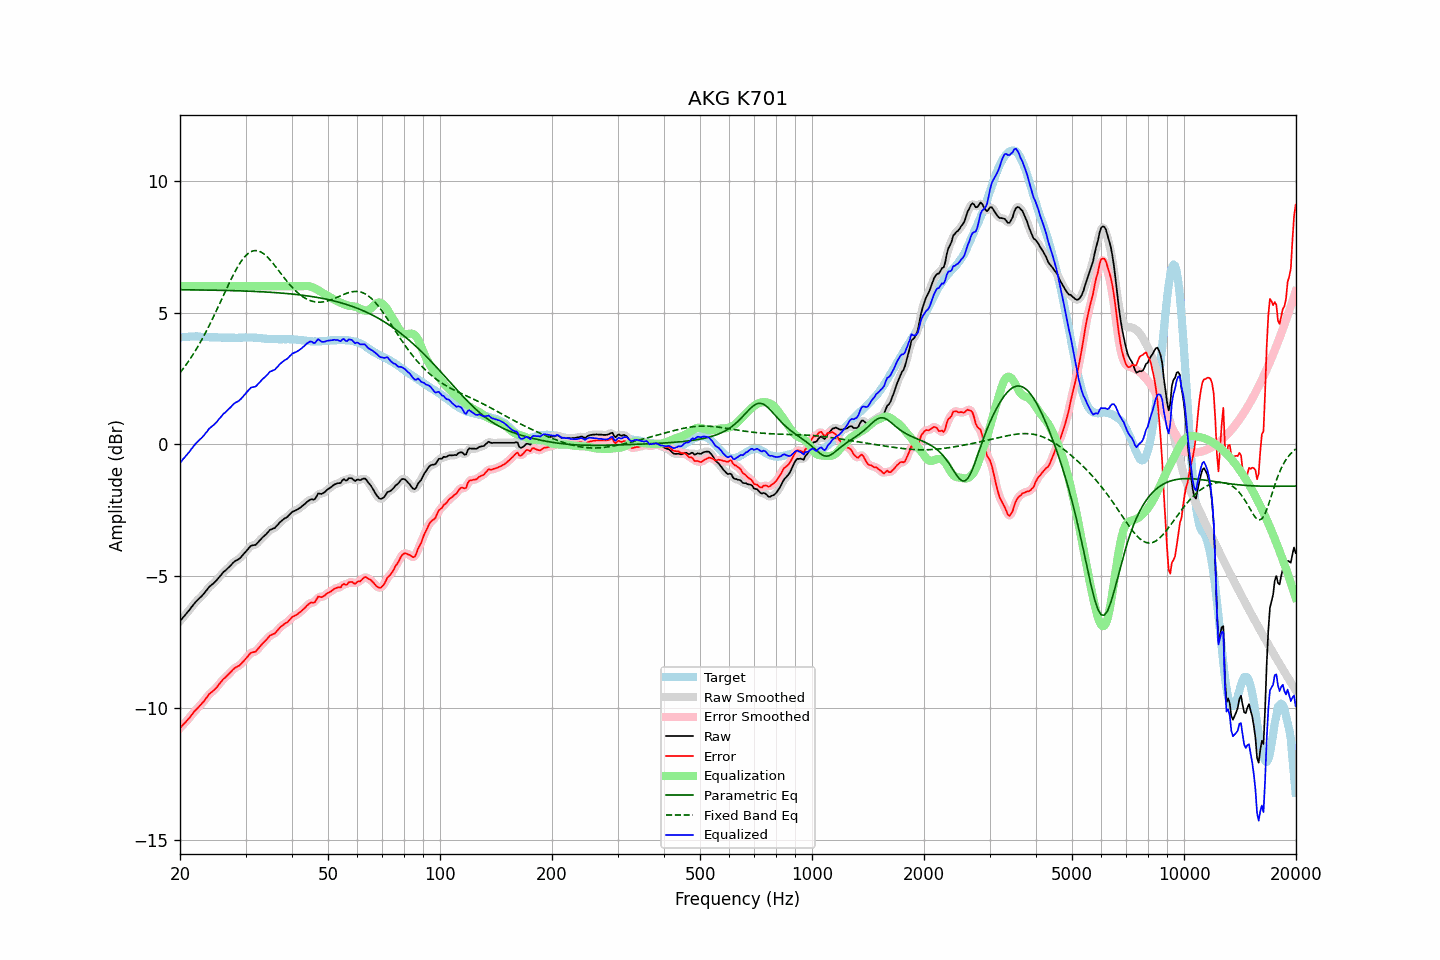 AKG K701
Amplitude (dBr)
10
5
0
−5
−10
−15
Target
Raw Smoothed
Error Smoothed
Raw
Error
Equalization
Parametric Eq
Fixed Band Eq
Equalized
20 50 100 200 500 1000 2000 5000 10000 20000
Frequency (Hz)